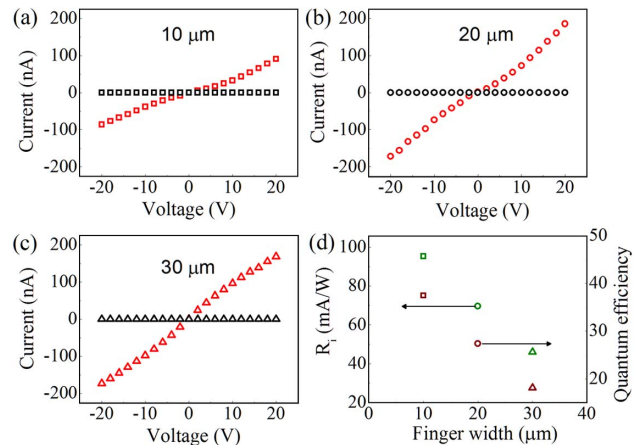 (a)
10 μm
200
100
0
-100
-200
-20 -10 0 10 20
Voltage (V)
Current (nA)
(b)
20 μm
200
100
0
-100
-200
-20 -10 0 10 20
Voltage (V)
Current (nA)
(c)
30 μm
200
100
0
-100
-200
-20 -10 0 10 20
Voltage (V)
Current (nA)
(d)
100
80
60
40
20
0 10 20 30
Finger width (μm)
R_i (mA/W)
50
40
30
20
Quantum efficiency